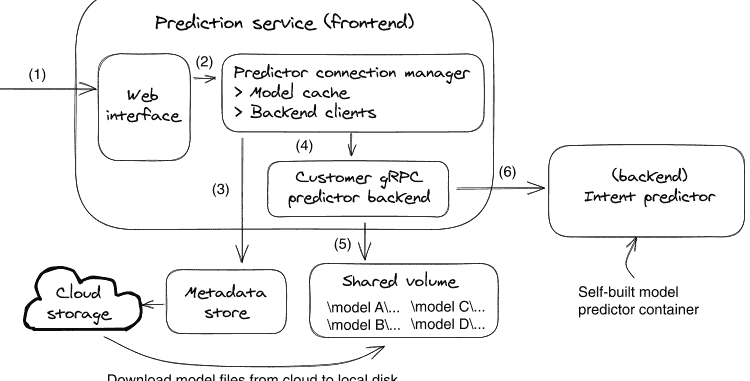 Prediction service (frontend)
(1)
(2)
Web
interface
Predictor connection manager
> Model cache
> Backend clients
(3)
(4)
Customer gRPC
predictor backend
(6)
(backend)
Intent predictor
(5)
Cloud
storage
Metadata
store
Shared volume
\model A\... \model C\...
\model B\... \model D\...
Self-built model
predictor container
Download model files from cloud to local disk